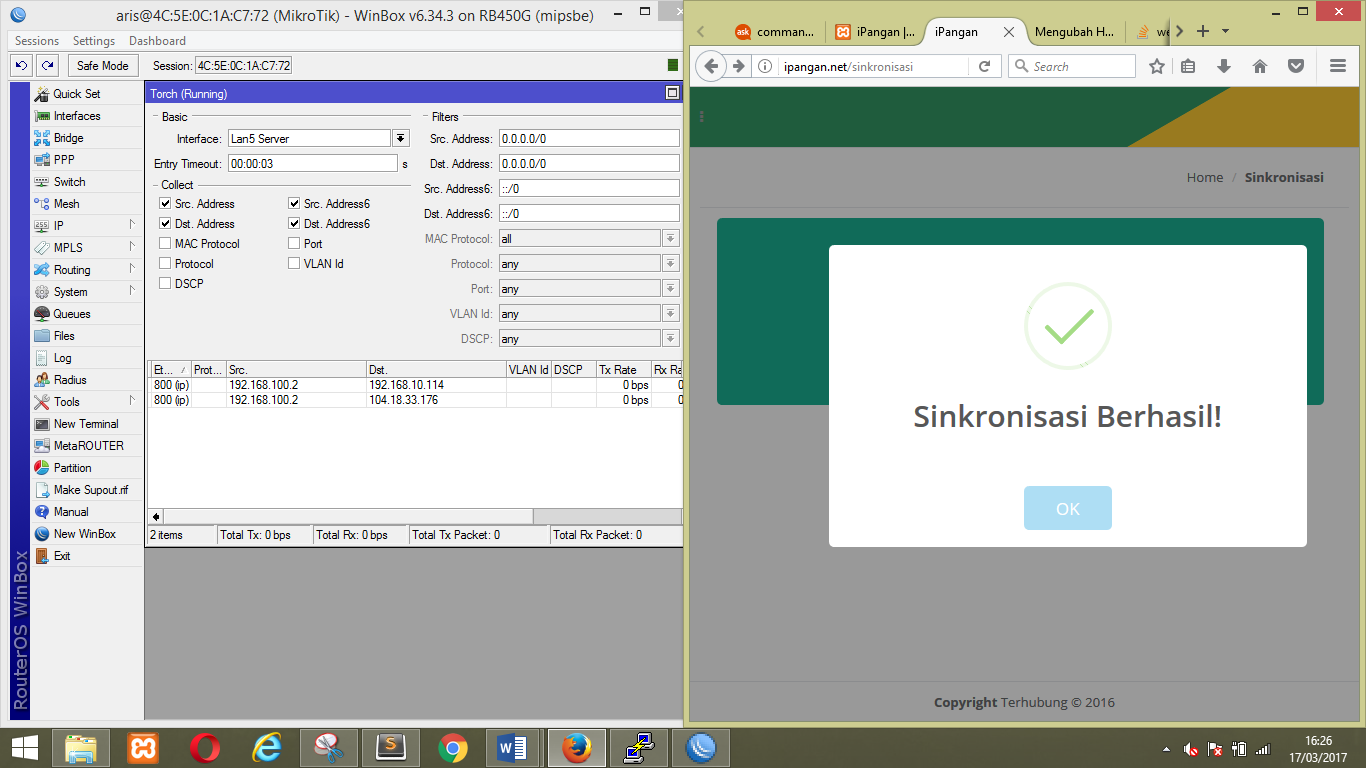 aris@4C:5E:0C:1A:C7:72 (MikroTik) - WinBox v6.34.3 on RB450G (mipsbe)
Sessions Settings Dashboard
Safe Mode Session: 4C:5E:0C:1A:C7:72
RouterOS WinBox
Quick Set
Interfaces
Bridge
PPP
Switch
Mesh
IP
MPLS
Routing
System
Queues
Files
Log
Radius
Tools
New Terminal
MetaROUTER
Partition
Make Supout.rif
Manual
New WinBox
Exit
Torch (Running)
Basic
Interface: Lan5 Server
Entry Timeout: 00:00:03 s
Collect
Src. Address Src. Address6
Dst. Address Dst. Address6
MAC Protocol Port
Protocol VLAN Id
DSCP
Filters
Src. Address: 0.0.0.0/0
Dst. Address: 0.0.0.0/0
Src. Address6: ::/0
Dst. Address6: ::/0
MAC Protocol: all
Protocol: any
Port: any
VLAN Id: any
DSCP: any
Et... Prot... Src. Dst. VLAN Id DSCP Tx Rate Rx Ra
800 (ip) 192.168.100.2 192.168.10.114 0 bps 0
800 (ip) 192.168.100.2 104.18.33.176 0 bps 0
2 items Total Tx: 0 bps Total Rx: 0 bps Total Tx Packet: 0 Total Rx Packet: 0
ask comman... iPangan |... iPangan Mengubah H... we
ipangan.net/sinkronisasi Search
Home / Sinkronisasi
Sinkronisasi Berhasil!
OK
Copyright Terhubung © 2016
16:26
17/03/2017